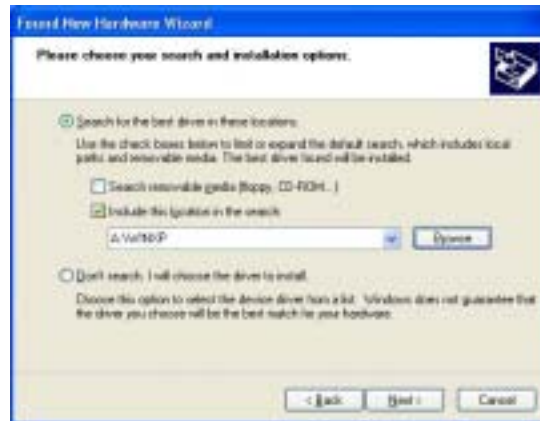 Found New Hardware Wizard
Please choose your search and installation options.
Search for the best driver in these locations.
Use the check boxes below to limit or expand the default search, which includes local
paths and removable media. The best driver found will be installed.
Search removable media (floppy, CD-ROM...)
Include this location in the search:
A:\WINXP
Browse
Don't search. I will choose the driver to install.
Choose this option to select the device driver from a list. Windows does not guarantee that
the driver you choose will be the best match for your hardware.
< Back
Next >
Cancel